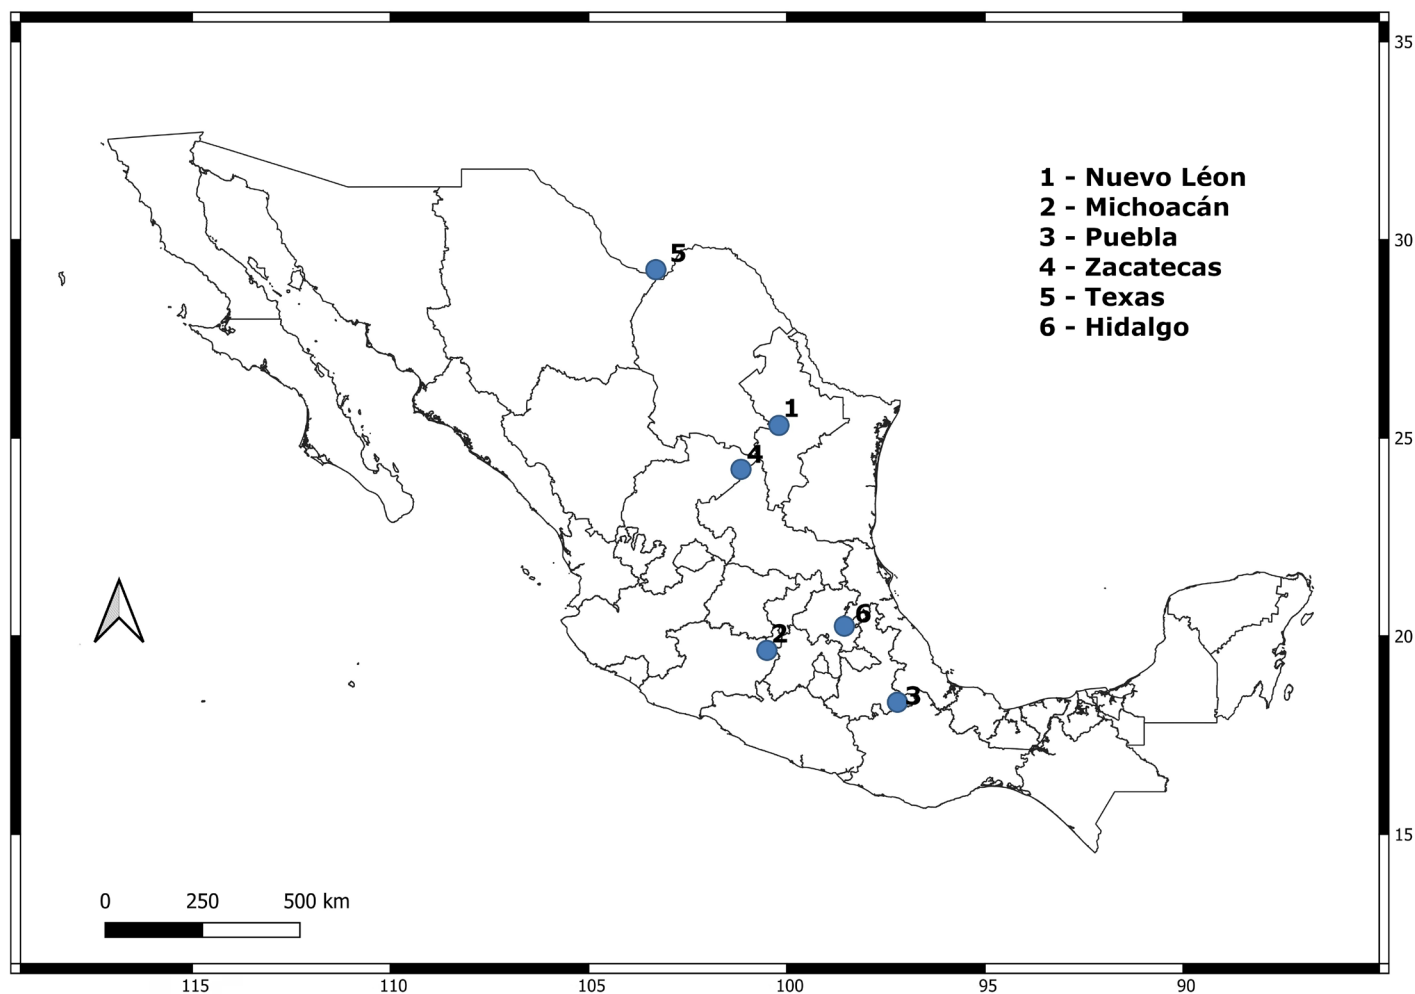 35
1 - Nuevo Léon
2 - Michoacán
3 - Puebla
4 - Zacatecas
5 - Texas
6 - Hidalgo
30
5
1
25
4
6
20
2
3
15
0 250 500 km
115 110 105 100 95 90